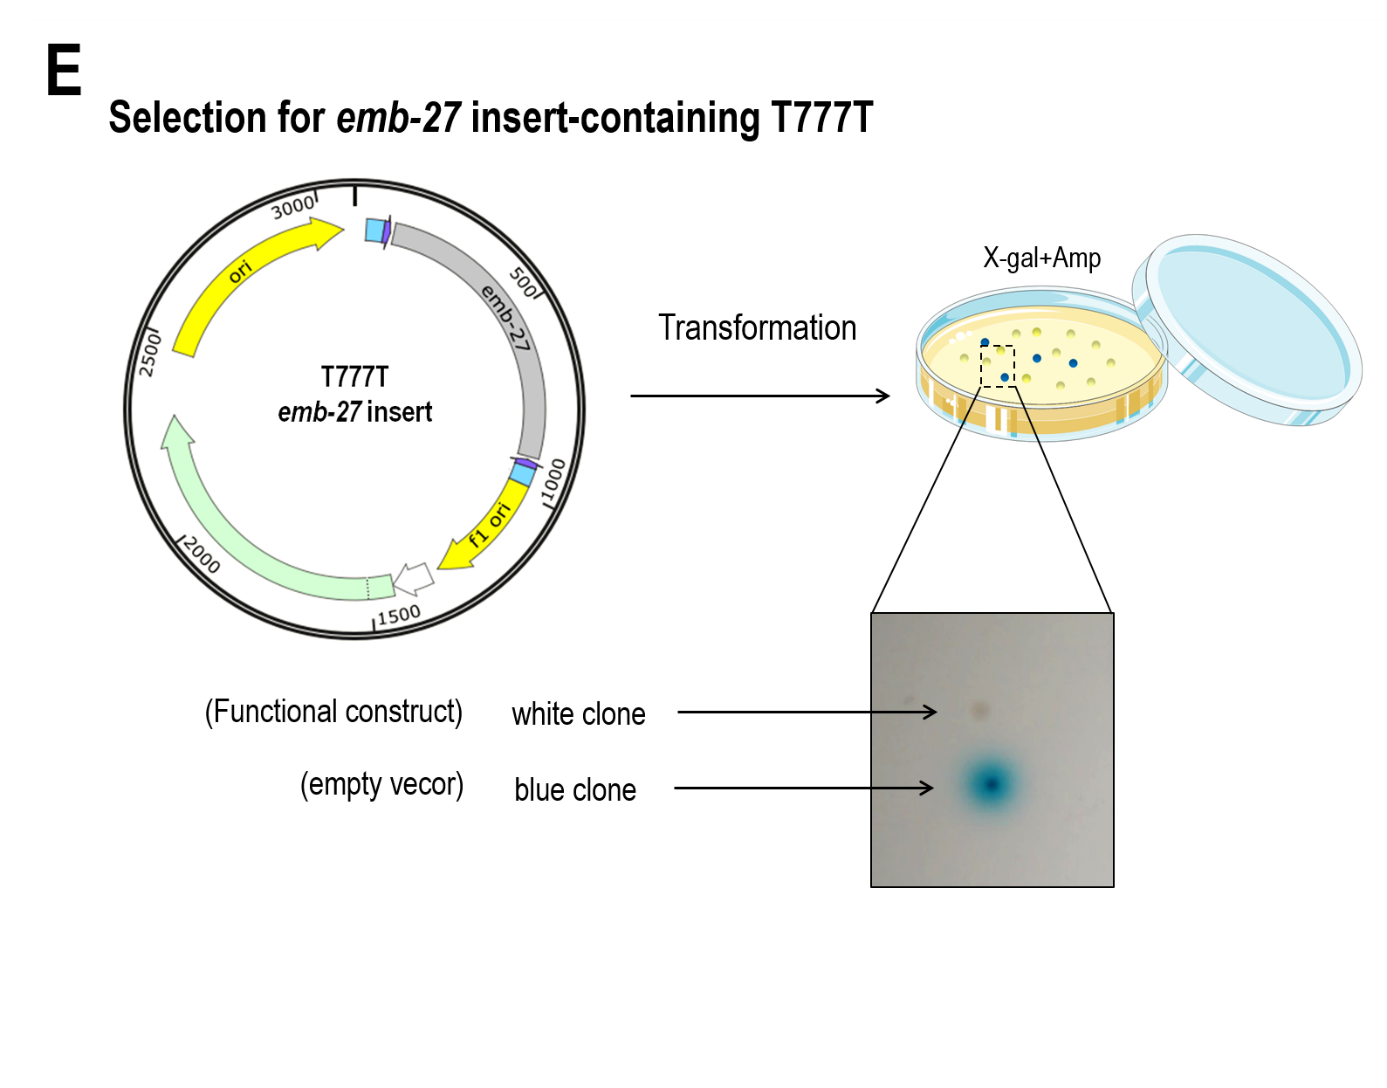 E
Selection for emb-27 insert-containing T777T
3000
ori
500
emb-27
2500
T777T
emb-27 insert
1000
f1 ori
2000
1500
Transformation
X-gal+Amp
(Functional construct) white clone
(empty vecor) blue clone